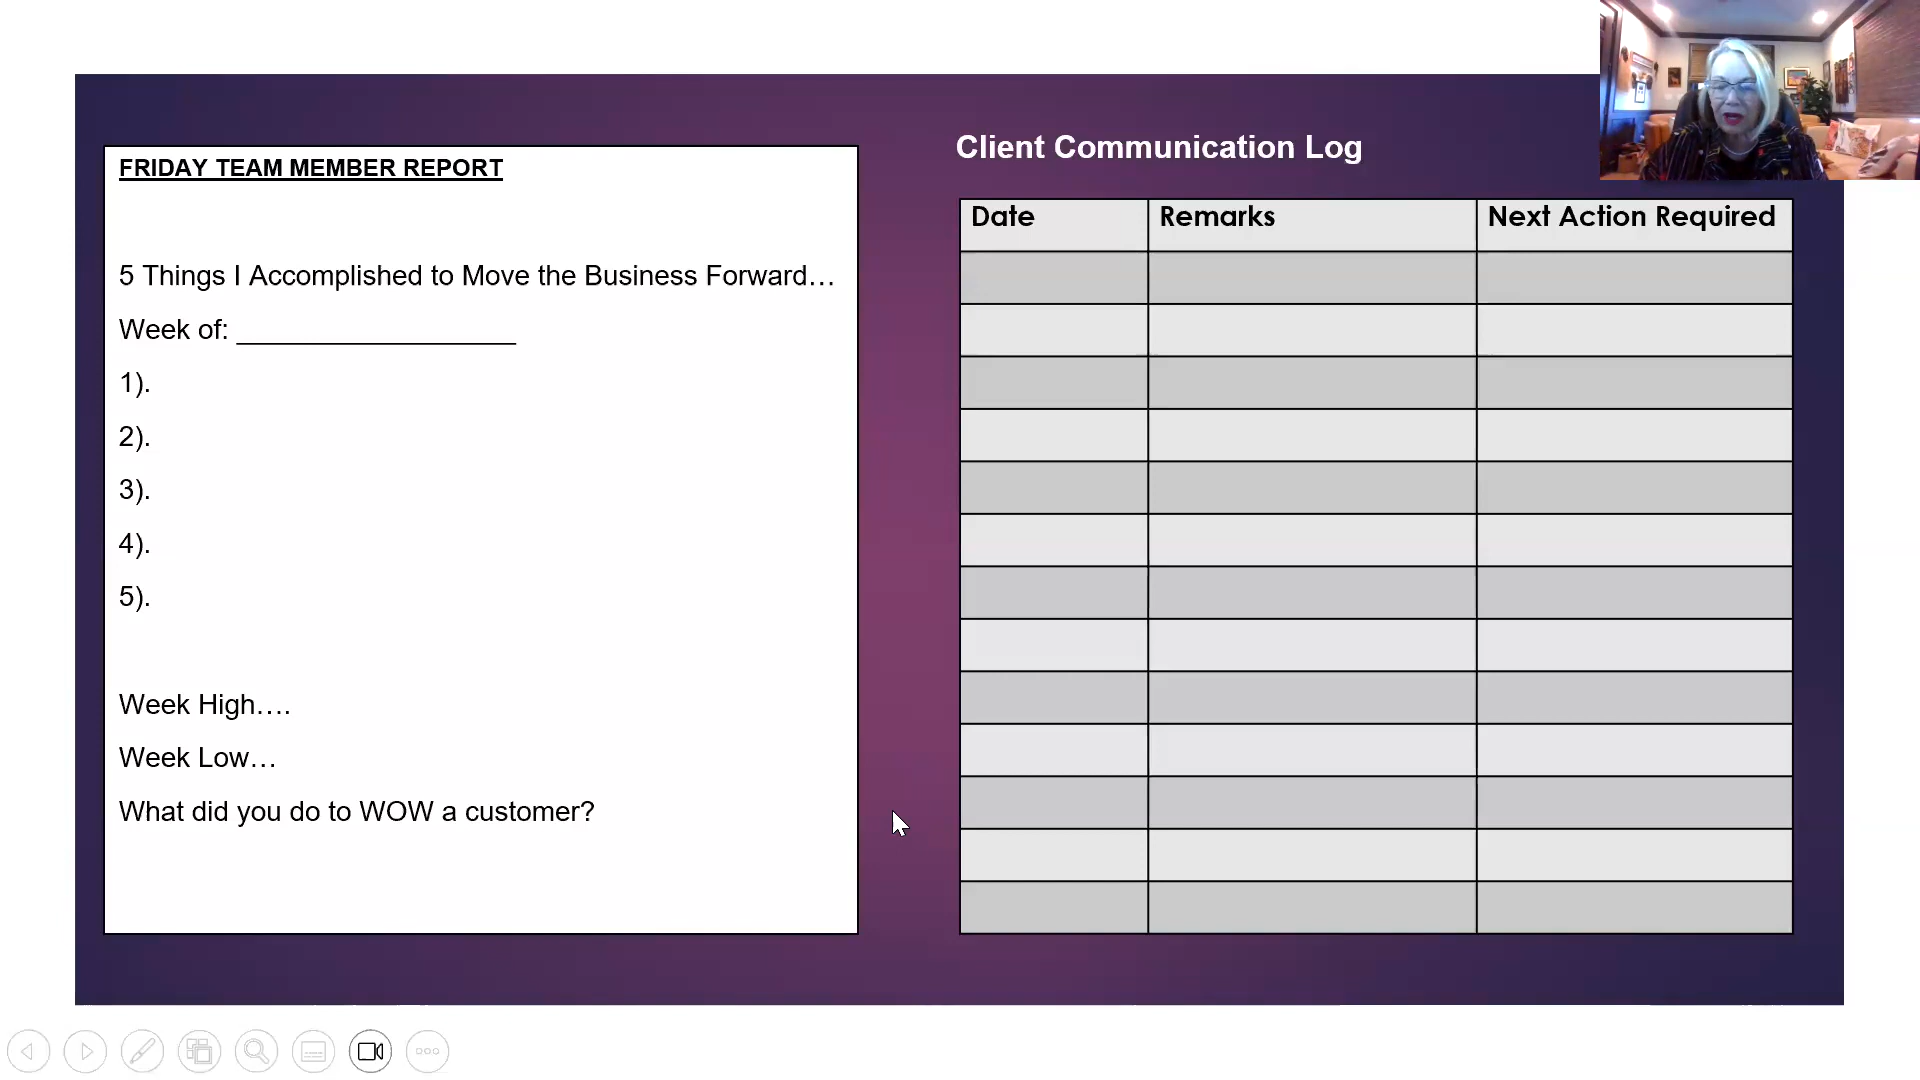 FRIDAY TEAM MEMBER REPORT
5 Things I Accomplished to Move the Business Forward…
Week of: __________________
1).
2).
3).
4).
5).
Week High….
Week Low…
What did you do to WOW a customer?
Client Communication Log
Date Remarks Next Action Required